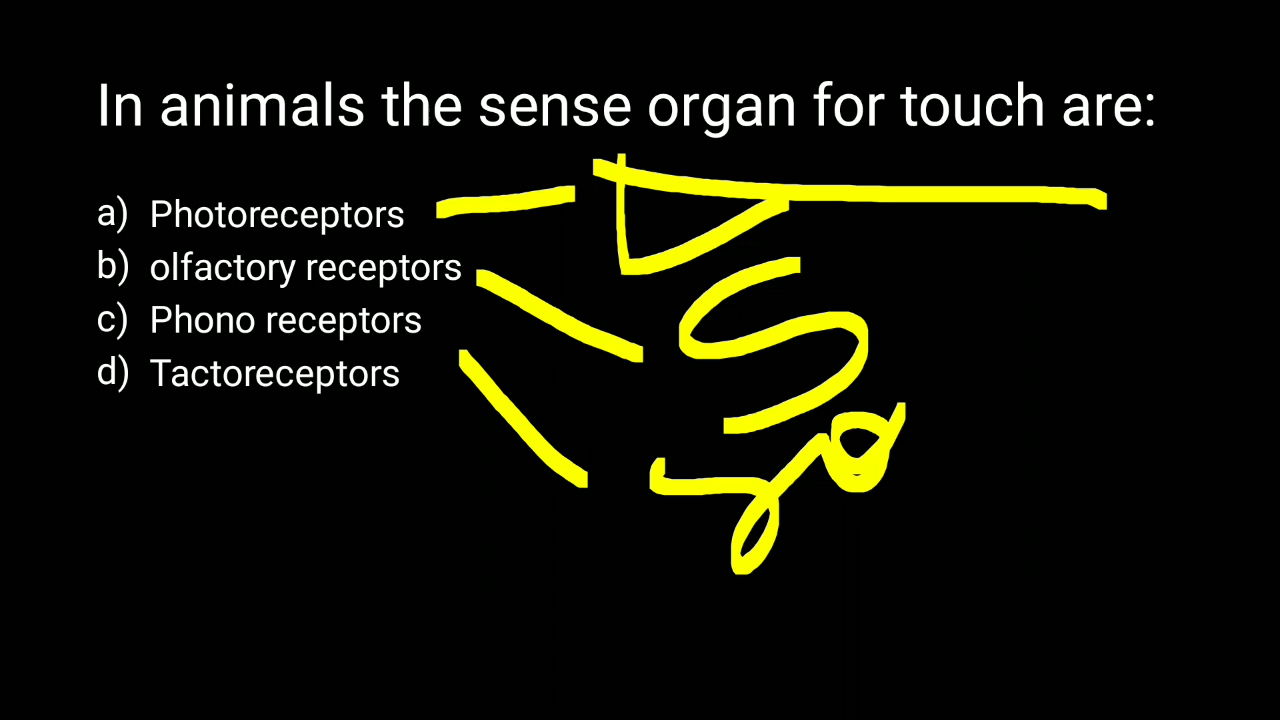 In animals the sense organ for touch are:
a) Photoreceptors
b) olfactory receptors
c) Phono receptors
d) Tactoreceptors